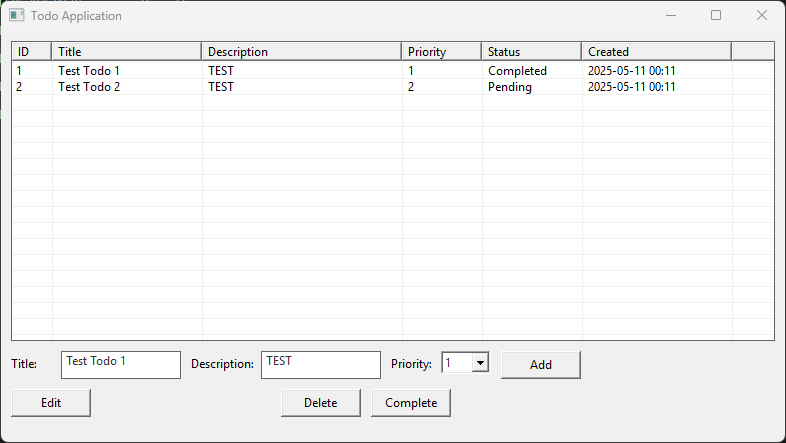 Todo Application
ID Title Description Priority Status Created
1 Test Todo 1 TEST 1 Completed 2025-05-11 00:11
2 Test Todo 2 TEST 2 Pending 2025-05-11 00:11
Title: Test Todo 1 Description: TEST Priority: 1 Add
Edit Delete Complete